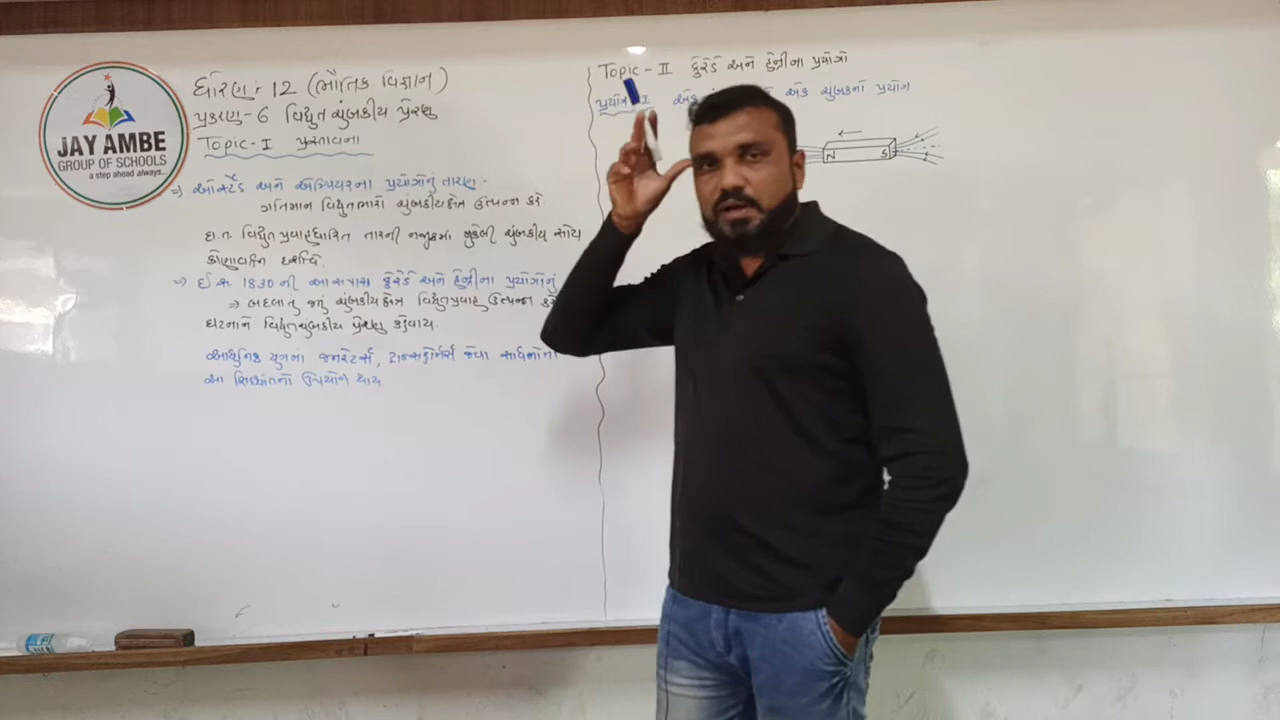 JAY AMBE
GROUP OF SCHOOLS
a step ahead always...
ધોરણ : 12 (ભૌતિક વિજ્ઞાન)
પ્રકરણ-6 વિદ્યુત ચુંબકીય પ્રેરણ
Topic-I પ્રસ્તાવના
⇒ ઓર્સ્ટેડ અને એમ્પિયરના પ્રયોગોનું તારણ :-
ગતિમાન વિદ્યુતભારો ચુંબકીયક્ષેત્ર ઉત્પન્ન કરે
દા.ત. વિદ્યુતપ્રવાહધારિત તારની નજીકમાં મુકેલી ચુંબકીય સોય
કોણાવર્તન દર્શાવે.
⇒ ઈ.સ. 1830 ની આસપાસ ફેરેડે અને હેન્રીના પ્રયોગોનું
⇒ બદલાતુ જતું ચુંબકીયક્ષેત્ર વિદ્યુતપ્રવાહ ઉત્પન્ન કરે
ઘટનાને વિદ્યુતચુંબકીય પ્રેરણ કહેવાય.
આધુનિક યુગમાં જનરેટર્સ, ટ્રાન્સફોર્મર્સ જેવા સાધનોમાં
આ સિદ્ધાંતનો ઉપયોગ થાય
Topic-II ફેરેડે અને હેન્રીના પ્રયોગો
પ્રયોગ I એક ચુંબકનો પ્રયોગ
N S